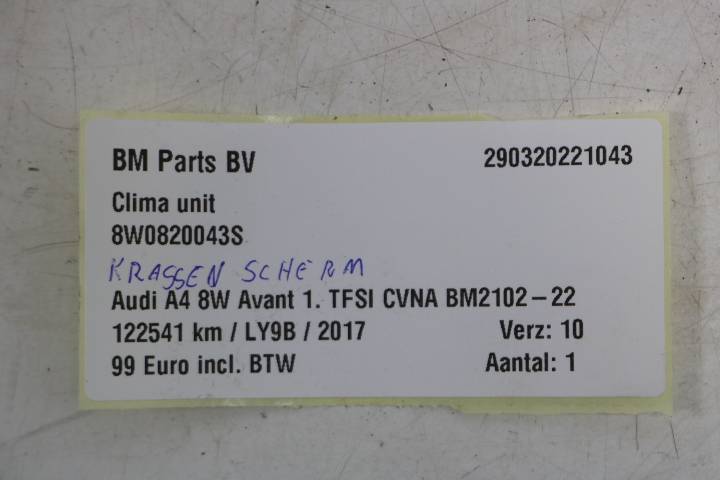 BM Parts BV 290320221043
Clima unit
8W0820043S
KRASSEN SCHERM
Audi A4 8W Avant 1. TFSI CVNA BM2102-22
122541 km / LY9B / 2017 Verz: 10
99 Euro incl. BTW Aantal: 1